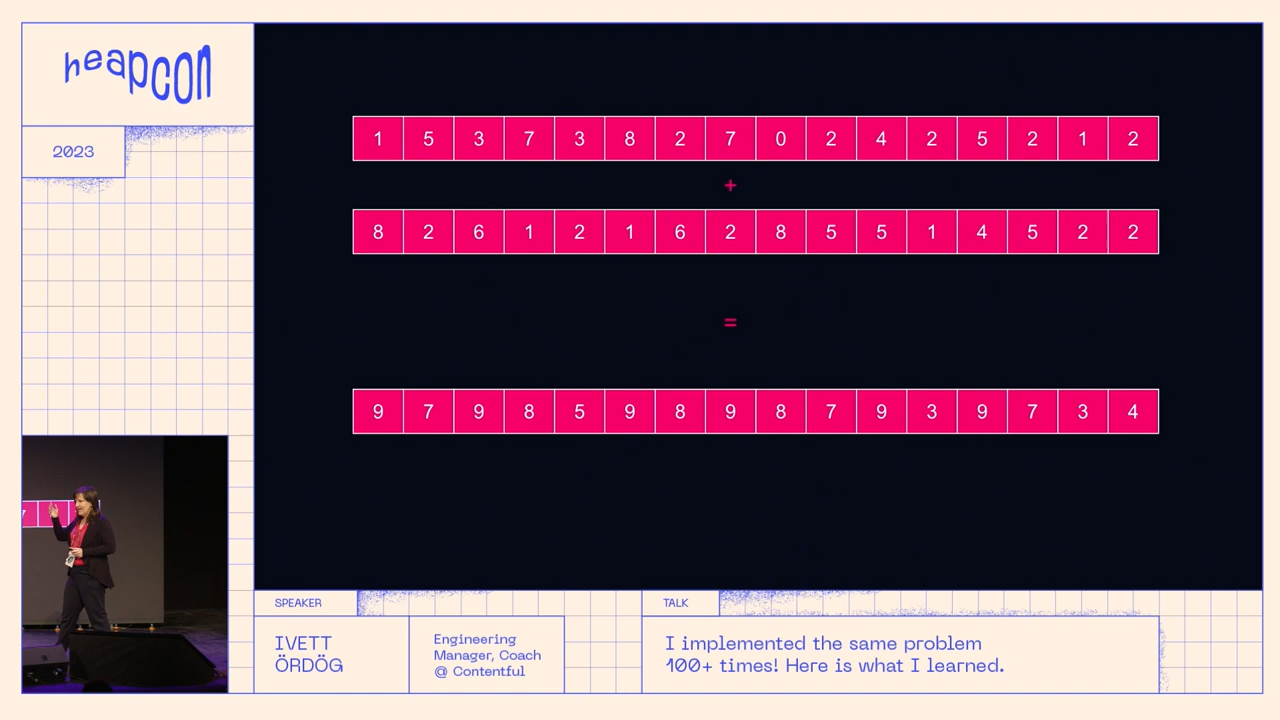 heapcon
2023
1 5 3 7 3 8 2 7 0 2 4 2 5 2 1 2
+
8 2 6 1 2 1 6 2 8 5 5 1 4 5 2 2
=
9 7 9 8 5 9 8 9 8 7 9 3 9 7 3 4
SPEAKER
IVETT
ÖRDÖG
Engineering
Manager, Coach
@ Contentful
TALK
I implemented the same problem
100+ times! Here is what I learned.